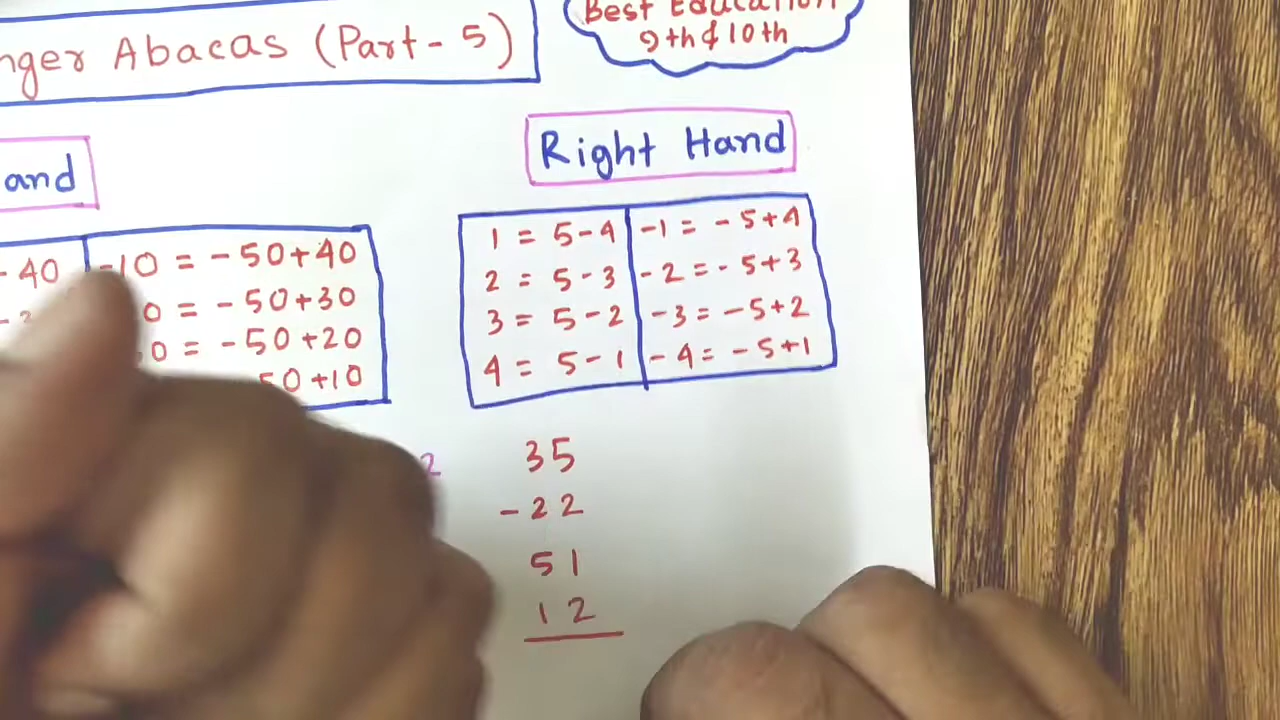 Abacas (Part-5)
Best Education
9th & 10th
Right Hand
and
-40 -10 = -50+40
0 = -50+30
0 = -50+20
50+10
1 = 5-4 -1 = -5+4
2 = 5-3 -2 = -5+3
3 = 5-2 -3 = -5+2
4 = 5-1 -4 = -5+1
2
35
-22
51
12